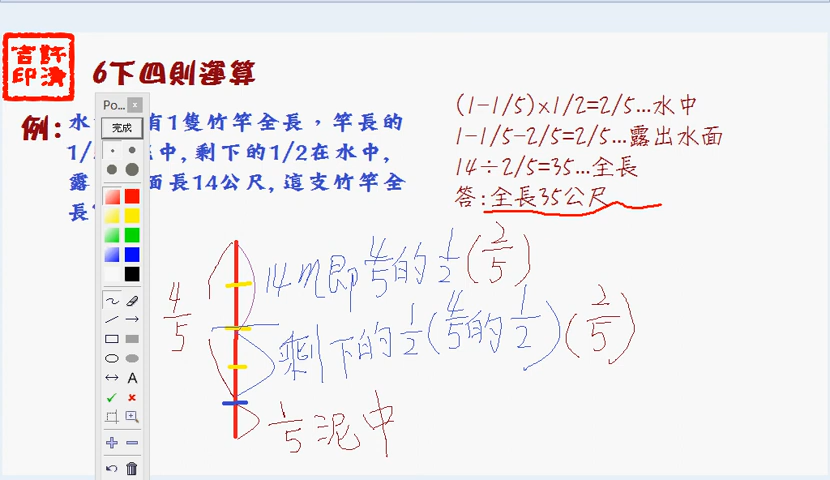 許
吉
清
印
6下四則運算
Po...
完成
例:水 有1隻竹竿全長，竿長的
1/ 中,剩下的1/2在水中,
露 面長14公尺,這支竹竿全
長
(1-1/5)x1/2=2/5...水中
1-1/5-2/5=2/5...露出水面
14÷2/5=35...全長
答:全長35公尺
4/5
14m即4/5的1/2(2/5)
剩下的1/2(4/5的1/2)(2/5)
1/5泥中
A